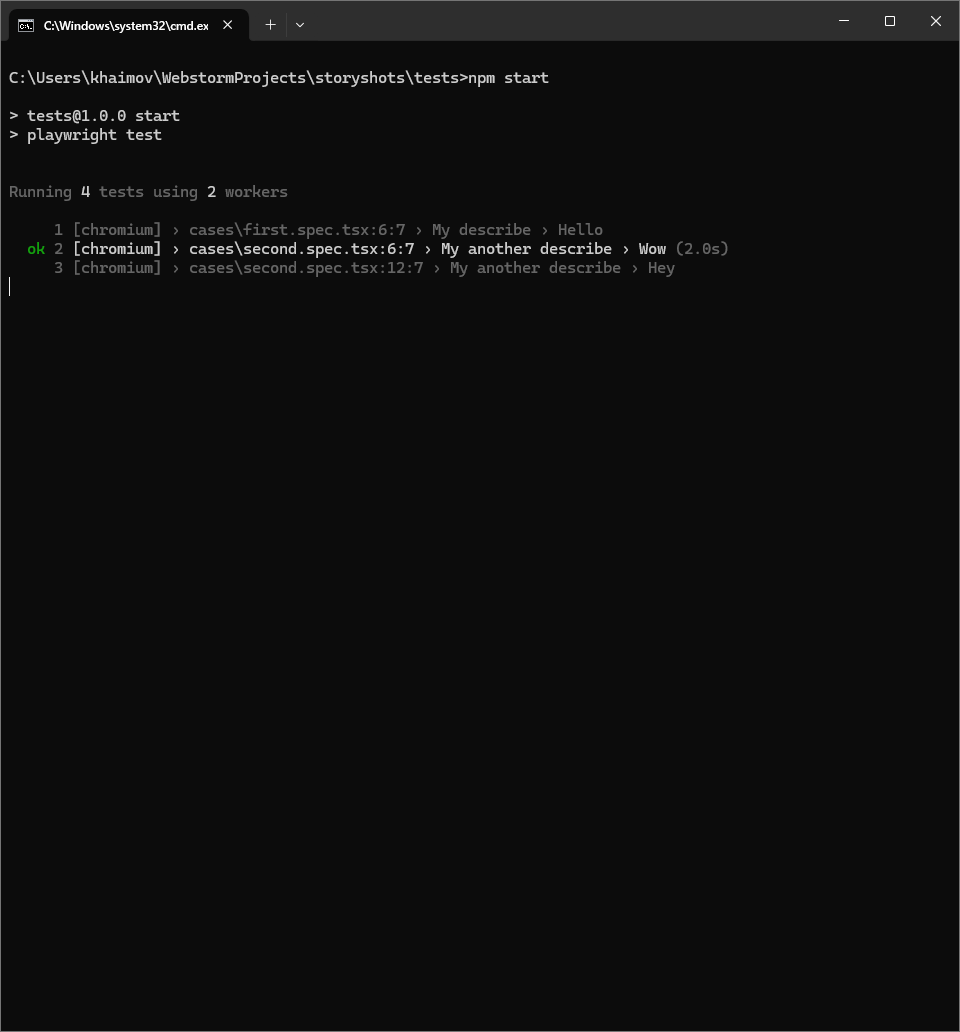 C:\Windows\system32\cmd.ex
C:\Users\khaimov\WebstormProjects\storyshots\tests>npm start
> tests@1.0.0 start
> playwright test
Running 4 tests using 2 workers
1 [chromium] › cases\first.spec.tsx:6:7 › My describe › Hello
ok 2 [chromium] › cases\second.spec.tsx:6:7 › My another describe › Wow (2.0s)
3 [chromium] › cases\second.spec.tsx:12:7 › My another describe › Hey